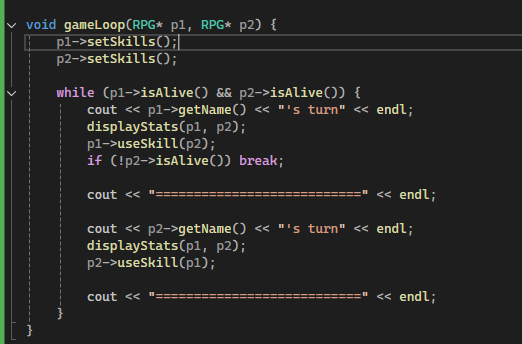 void gameLoop(RPG* p1, RPG* p2) {
    p1->setSkills();
    p2->setSkills();

    while (p1->isAlive() && p2->isAlive()) {
        cout << p1->getName() << "'s turn" << endl;
        displayStats(p1, p2);
        p1->useSkill(p2);
        if (!p2->isAlive()) break;

        cout << "===========================" << endl;

        cout << p2->getName() << "'s turn" << endl;
        displayStats(p1, p2);
        p2->useSkill(p1);

        cout << "===========================" << endl;
    }
}